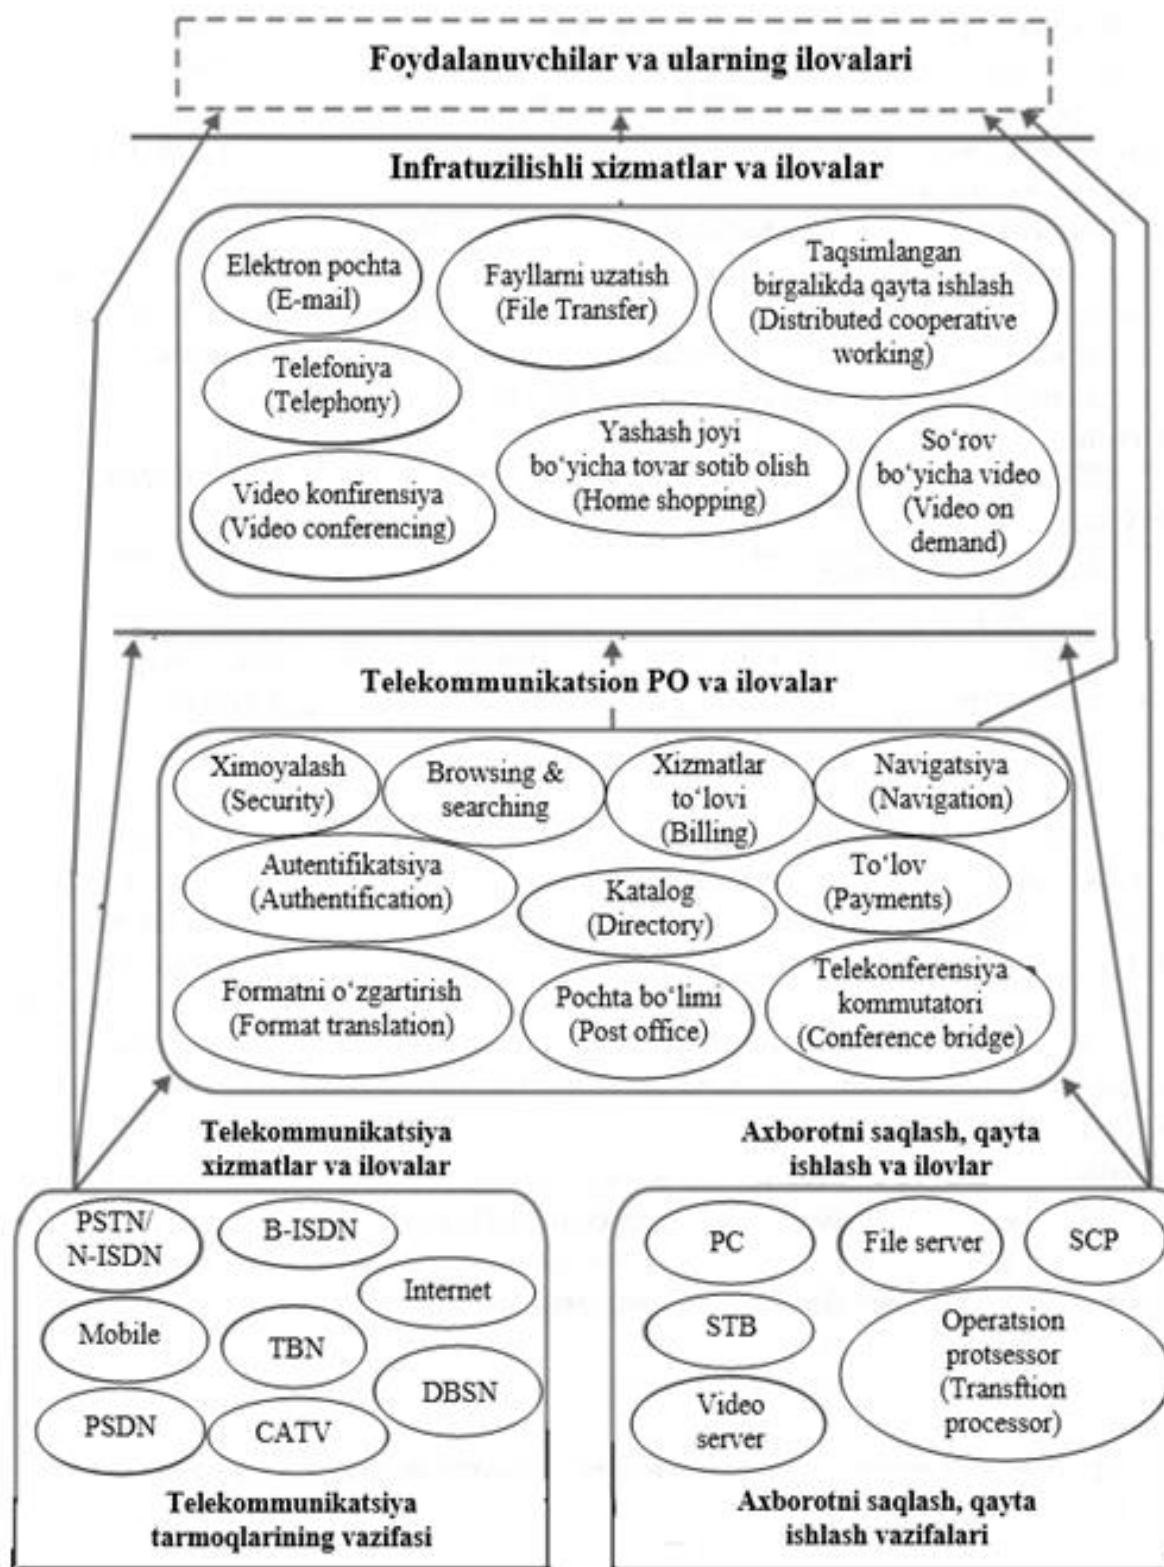 Foydalanuvchilar va ularning ilovalari
Infratuzilishli xizmatlar va ilovalar
Elektron pochta
(E-mail)
Fayllarni uzatish
(File Transfer)
Taqsimlangan
birgalikda qayta ishlash
(Distributed cooperative
working)
Telefoniya
(Telephony)
Yashash joyi
bo‘yicha tovar sotib olish
(Home shopping)
So‘rov
bo‘yicha video
(Video on
demand)
Video konfirensiya
(Video conferencing)
Telekommunikatsion PO va ilovalar
Ximoyalash
(Security)
Browsing &
searching
Xizmatlar
to‘lovi
(Billing)
Navigatsiya
(Navigation)
Autentifikatsiya
(Authentification)
Katalog
(Directory)
To‘lov
(Payments)
Formatni o‘zgartirish
(Format translation)
Pochta bo‘limi
(Post office)
Telekonferensiya
kommutatori
(Conference bridge)
Telekommunikatsiya
xizmatlar va ilovalar
PSTN/
N-ISDN
B-ISDN
Internet
Mobile
TBN
DBSN
PSDN
CATV
Telekommunikatsiya
tarmoqlarining vazifasi
Axborotni saqlash, qayta
ishlash va ilovlar
PC
File server
SCP
STB
Operatsion
protsessor
(Transftion
processor)
Video
server
Axborotni saqlash, qayta
ishlash vazifalari